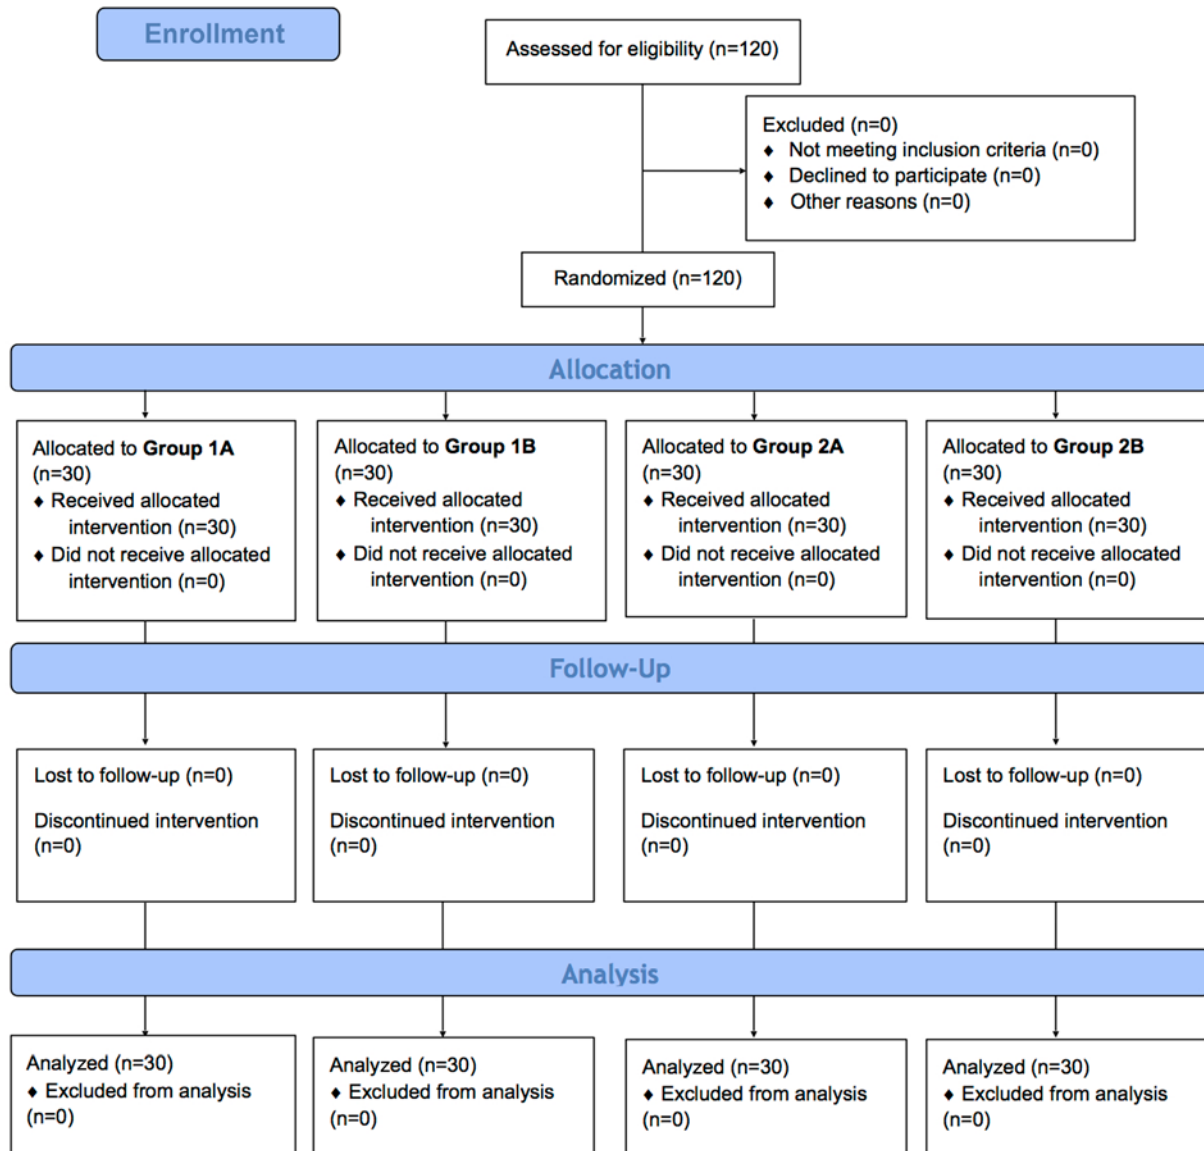 Enrollment
Assessed for eligibility (n=120)
Excluded (n=0)
♦ Not meeting inclusion criteria (n=0)
♦ Declined to participate (n=0)
♦ Other reasons (n=0)
Randomized (n=120)
Allocation
Allocated to Group 1A
(n=30)
♦ Received allocated
intervention (n=30)
♦ Did not receive allocated
intervention (n=0)
Allocated to Group 1B
(n=30)
♦ Received allocated
intervention (n=30)
♦ Did not receive allocated
intervention (n=0)
Allocated to Group 2A
(n=30)
♦ Received allocated
intervention (n=30)
♦ Did not receive allocated
intervention (n=0)
Allocated to Group 2B
(n=30)
♦ Received allocated
intervention (n=30)
♦ Did not receive allocated
intervention (n=0)
Follow-Up
Lost to follow-up (n=0)
Discontinued intervention
(n=0)
Lost to follow-up (n=0)
Discontinued intervention
(n=0)
Lost to follow-up (n=0)
Discontinued intervention
(n=0)
Lost to follow-up (n=0)
Discontinued intervention
(n=0)
Analysis
Analyzed (n=30)
♦ Excluded from analysis
(n=0)
Analyzed (n=30)
♦ Excluded from analysis
(n=0)
Analyzed (n=30)
♦ Excluded from analysis
(n=0)
Analyzed (n=30)
♦ Excluded from analysis
(n=0)